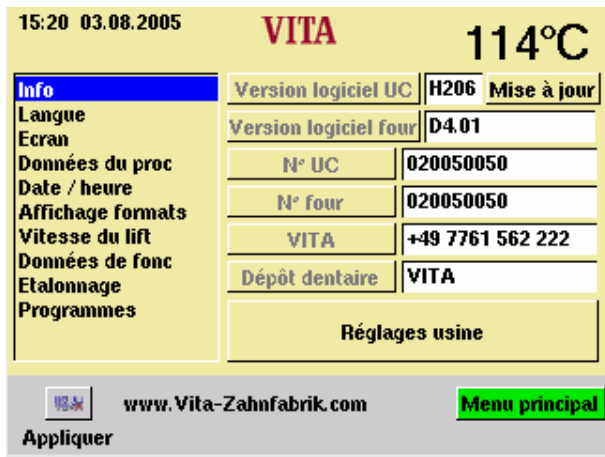 15:20 03.08.2005
VITA
114°C
Info
Langue
Ecran
Données du proc
Date / heure
Affichage formats
Vitesse du lift
Données de fonc
Etalonnage
Programmes
Version logiciel UC H206 Mise à jour
Version logiciel four D4.01
N° UC 020050050
N° four 020050050
VITA +49 7761 562 222
Dépôt dentaire VITA
Réglages usine
www.Vita-Zahnfabrik.com
Menu principal
Appliquer